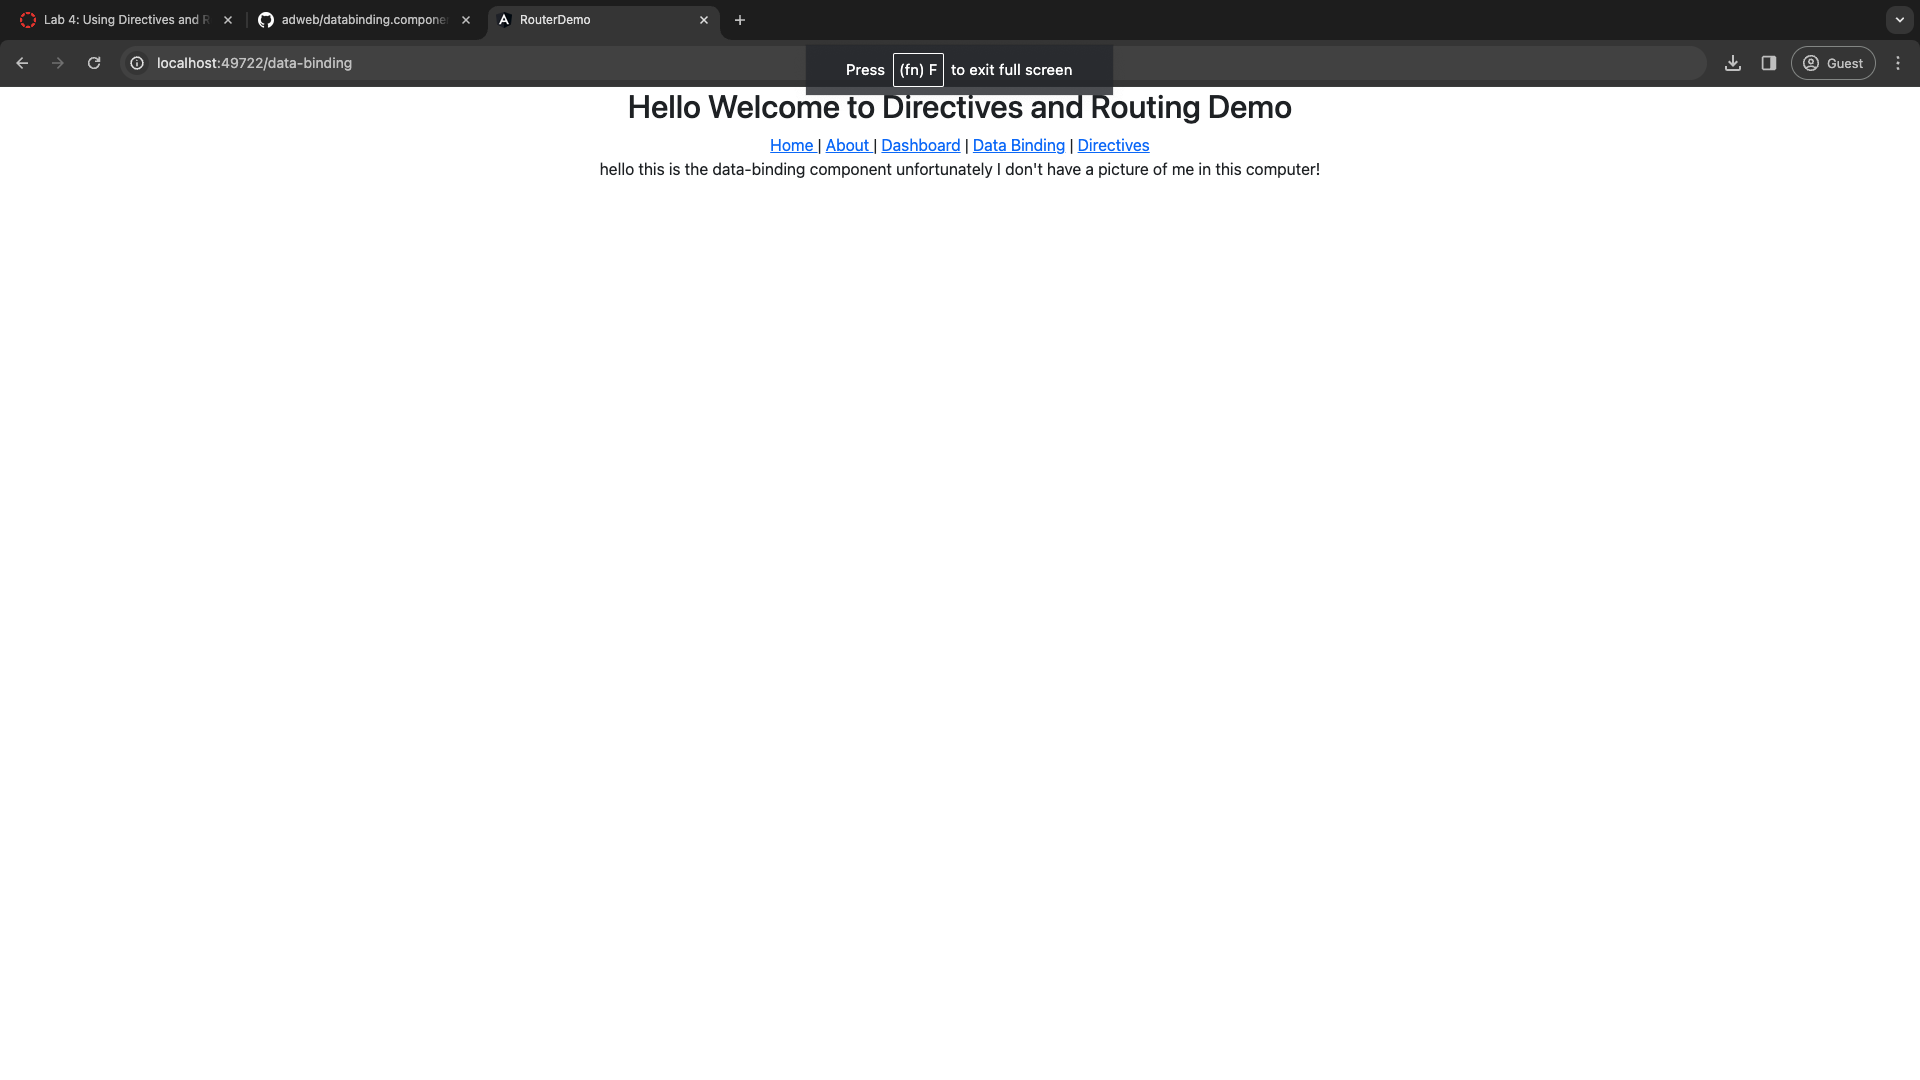 Lab 4: Using Directives and R
adweb/databinding.compone
RouterDemo
localhost:49722/data-binding
Press (fn) F to exit full screen
Guest
Hello Welcome to Directives and Routing Demo
Home | About | Dashboard | Data Binding | Directives
hello this is the data-binding component unfortunately I don't have a picture of me in this computer!